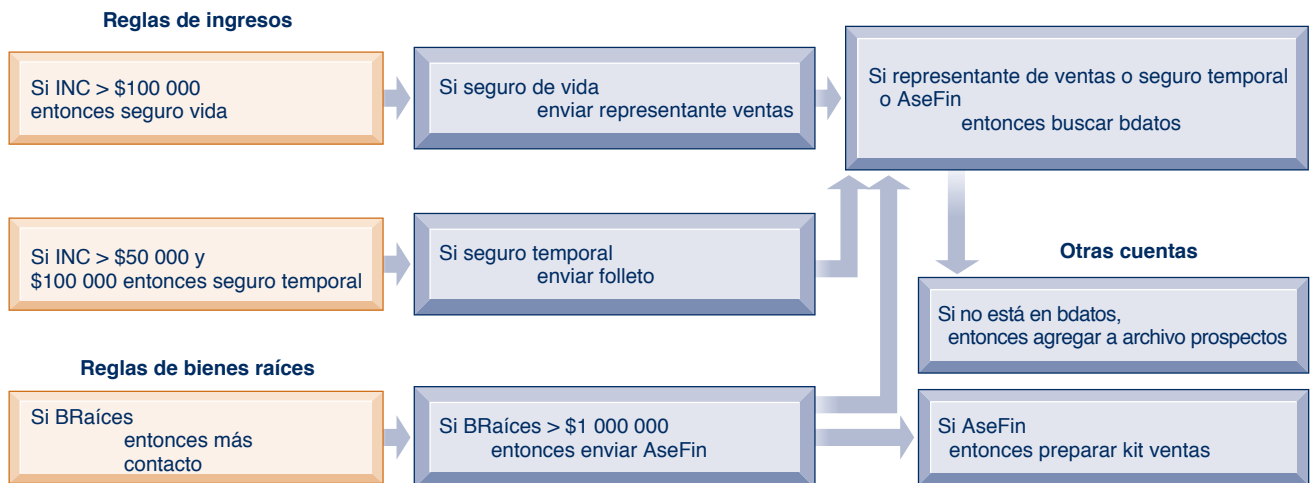 Reglas de ingresos
Si INC > $100 000
entonces seguro vida
Si seguro de vida
enviar representante ventas
Si representante de ventas o seguro temporal
o AseFin
entonces buscar bdatos
Si INC > $50 000 y
$100 000 entonces seguro temporal
Si seguro temporal
enviar folleto
Otras cuentas
Si no está en bdatos,
entonces agregar a archivo prospectos
Reglas de bienes raíces
Si BRaíces
entonces más
contacto
Si BRaíces > $1 000 000
entonces enviar AseFin
Si AseFin
entonces preparar kit ventas